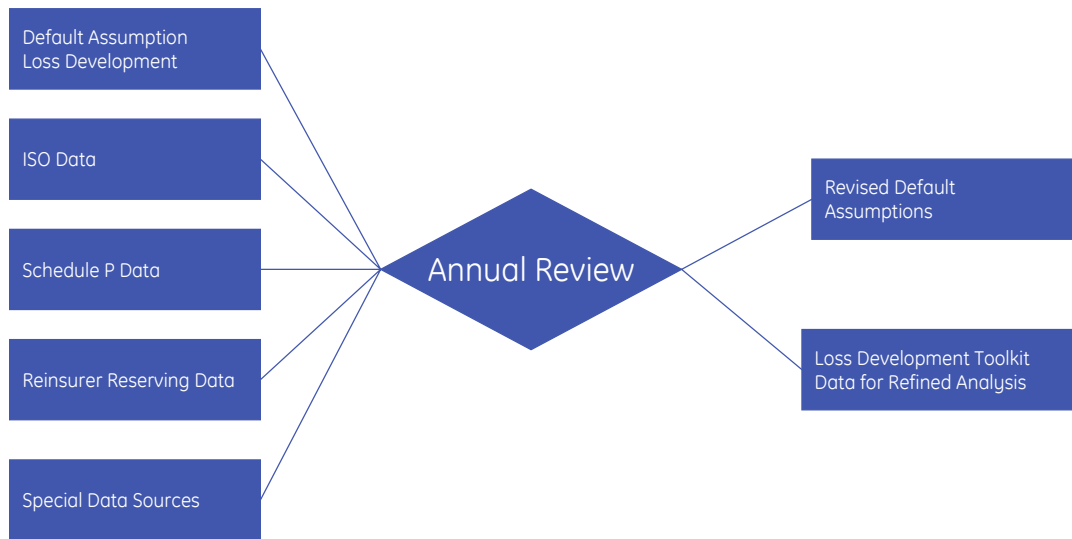 Default Assumption
Loss Development
ISO Data
Schedule P Data
Reinsurer Reserving Data
Special Data Sources
Annual Review
Revised Default
Assumptions
Loss Development Toolkit
Data for Refined Analysis